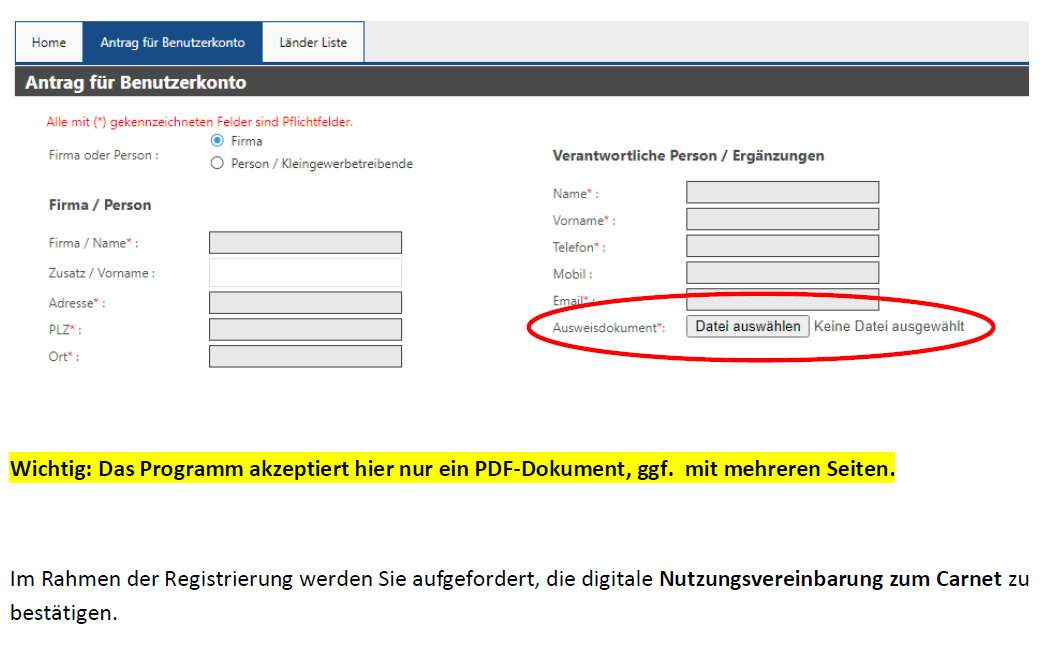 Home Antrag für Benutzerkonto Länder Liste
Antrag für Benutzerkonto
Alle mit (*) gekennzeichneten Felder sind Pflichtfelder.
Firma oder Person :
Firma
Person / Kleingewerbetreibende
Firma / Person
Firma / Name* :
Zusatz / Vorname :
Adresse* :
PLZ* :
Ort* :
Verantwortliche Person / Ergänzungen
Name* :
Vorname* :
Telefon* :
Mobil :
Email* :
Ausweisdokument*: Datei auswählen Keine Datei ausgewählt
Wichtig: Das Programm akzeptiert hier nur ein PDF-Dokument, ggf. mit mehreren Seiten.
Im Rahmen der Registrierung werden Sie aufgefordert, die digitale Nutzungsvereinbarung zum Carnet zu
bestätigen.